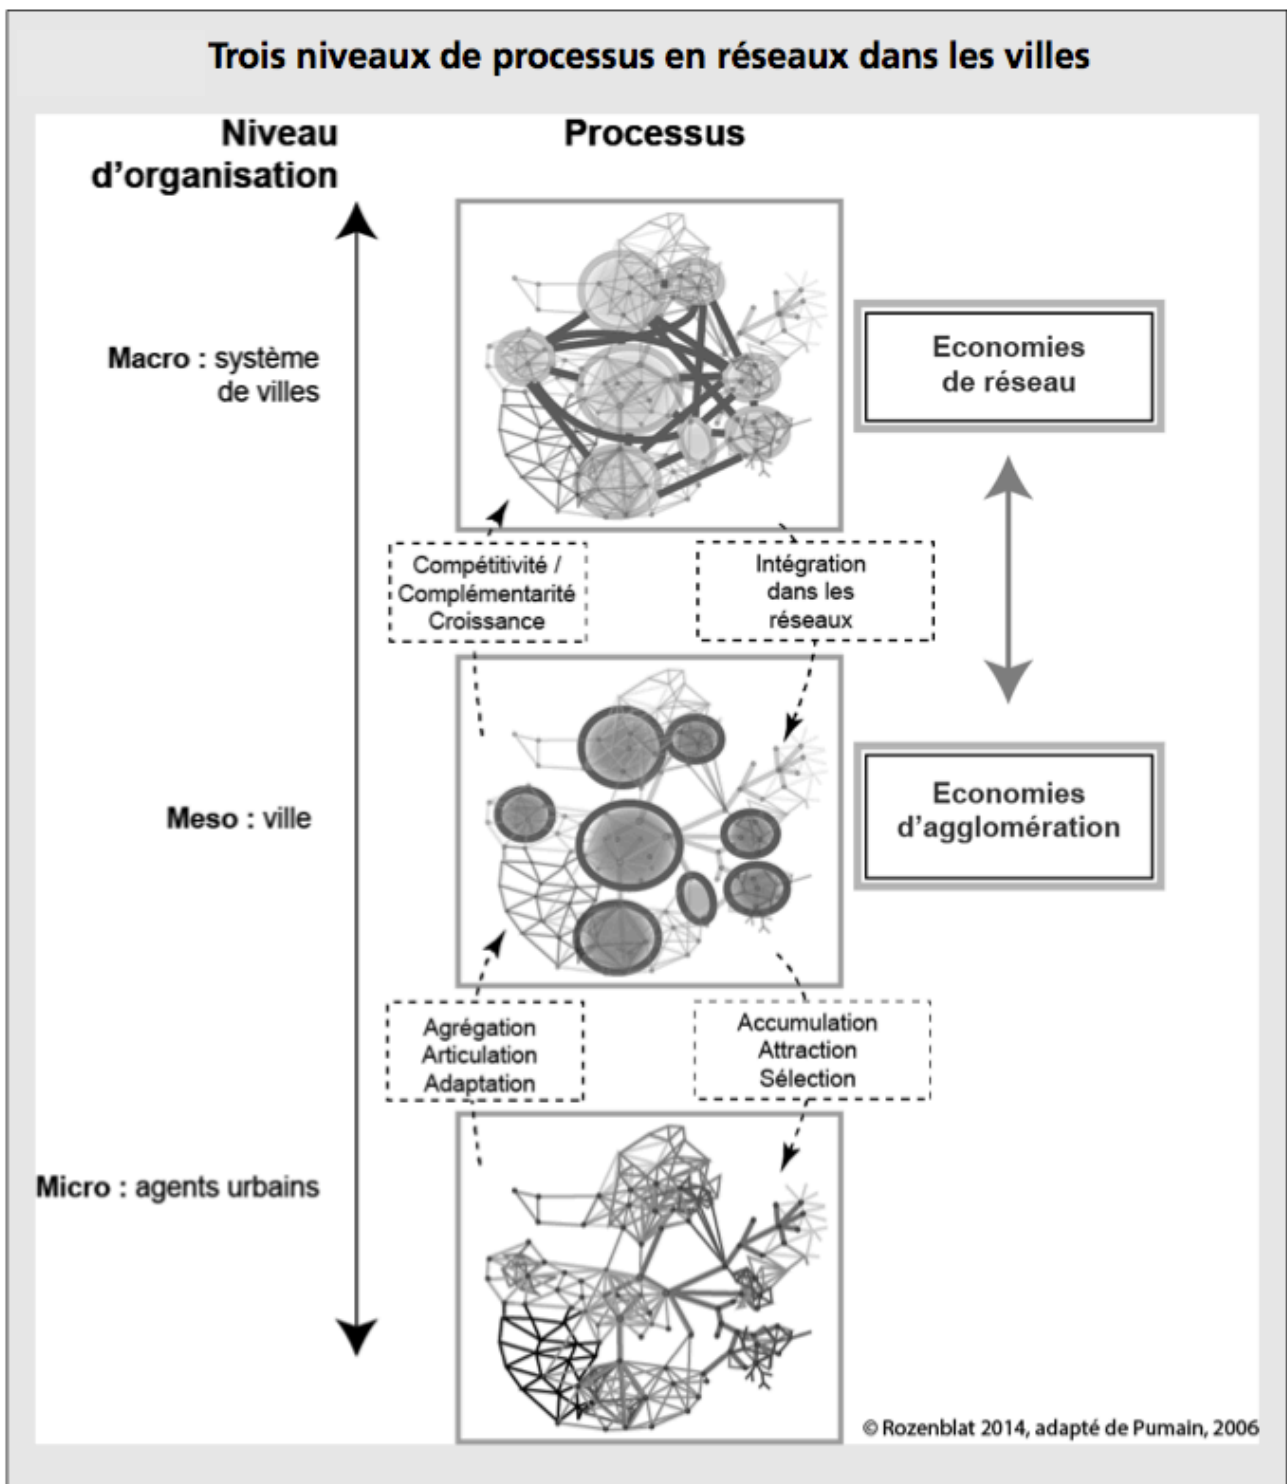 Trois niveaux de processus en réseaux dans les villes
Niveau
d'organisation
Processus
Macro : système
de villes
Economies
de réseau
Compétitivité /
Complémentarité
Croissance
Intégration
dans les
réseaux
Meso : ville
Economies
d'agglomération
Agrégation
Articulation
Adaptation
Accumulation
Attraction
Sélection
Micro : agents urbains
© Rozenblat 2014, adapté de Pumain, 2006